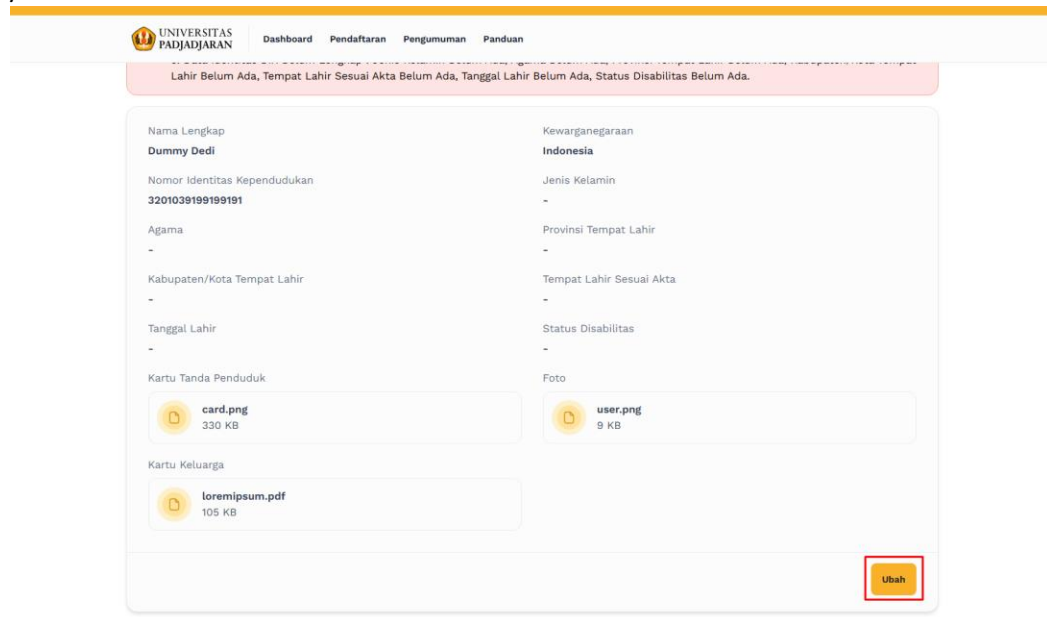 UNIVERSITAS
PADJADJARAN
Dashboard Pendaftaran Pengumuman Panduan
Lahir Belum Ada, Tempat Lahir Sesuai Akta Belum Ada, Tanggal Lahir Belum Ada, Status Disabilitas Belum Ada.
Nama Lengkap
Dummy Dedi
Kewarganegaraan
Indonesia
Nomor Identitas Kependudukan
3201039199199191
Jenis Kelamin
-
Agama
-
Provinsi Tempat Lahir
-
Kabupaten/Kota Tempat Lahir
-
Tempat Lahir Sesuai Akta
-
Tanggal Lahir
-
Status Disabilitas
-
Kartu Tanda Penduduk
card.png
330 KB
Foto
user.png
9 KB
Kartu Keluarga
loremipsum.pdf
105 KB
Ubah